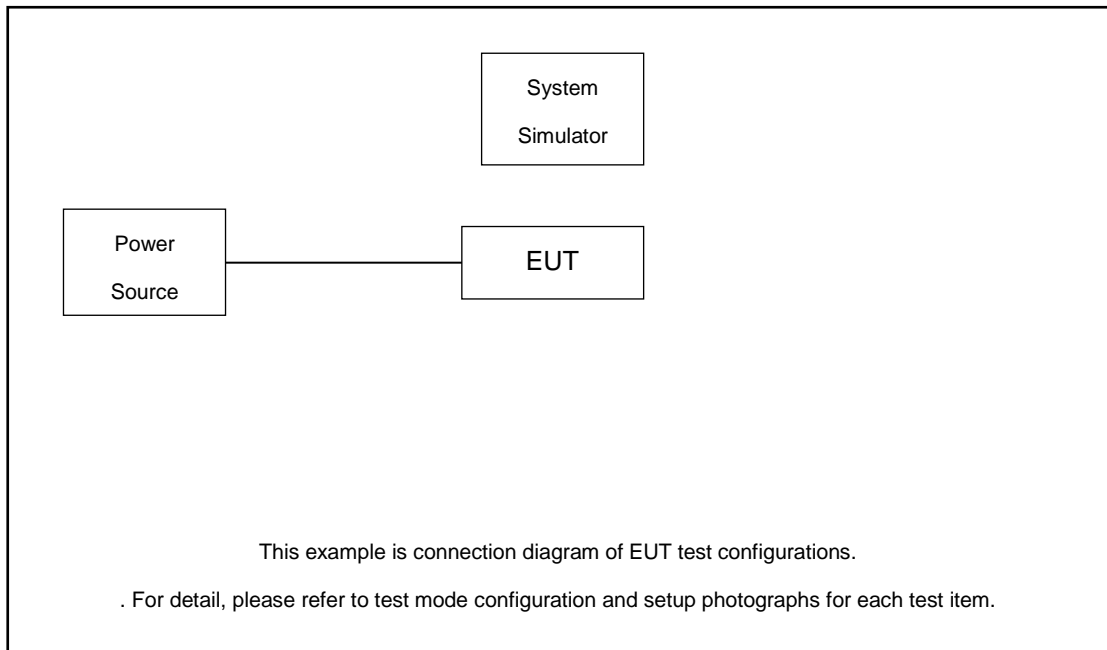 System
Simulator
Power
Source
EUT
This example is connection diagram of EUT test configurations.
. For detail, please refer to test mode configuration and setup photographs for each test item.